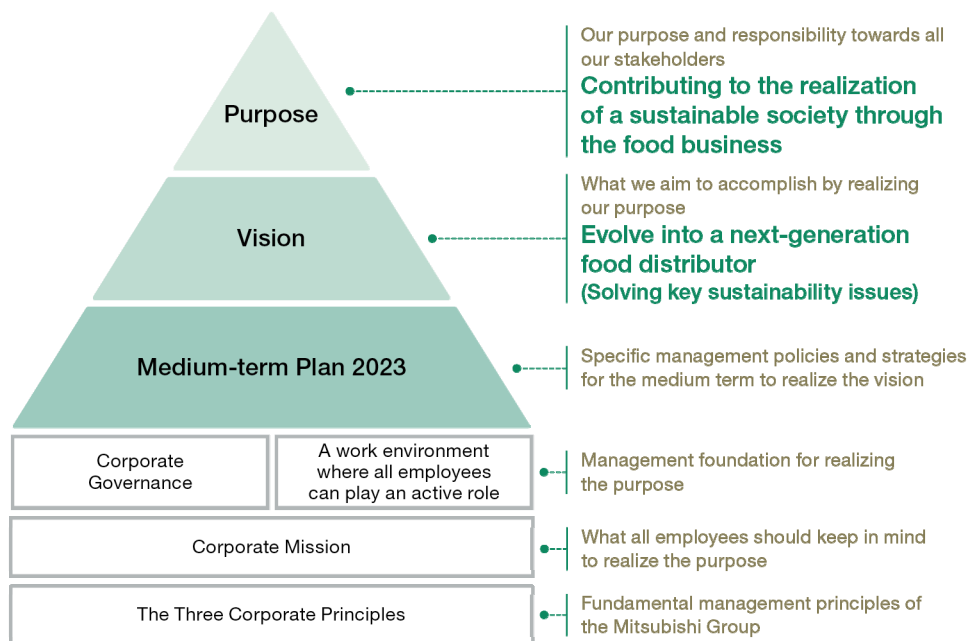 Purpose
Our purpose and responsibility towards all
our stakeholders
Contributing to the realization
of a sustainable society through
the food business
Vision
What we aim to accomplish by realizing
our purpose
Evolve into a next-generation
food distributor
(Solving key sustainability issues)
Medium-term Plan 2023
Specific management policies and strategies
for the medium term to realize the vision
Corporate
Governance
A work environment
where all employees
can play an active role
Management foundation for realizing
the purpose
Corporate Mission
What all employees should keep in mind
to realize the purpose
The Three Corporate Principles
Fundamental management principles of
the Mitsubishi Group